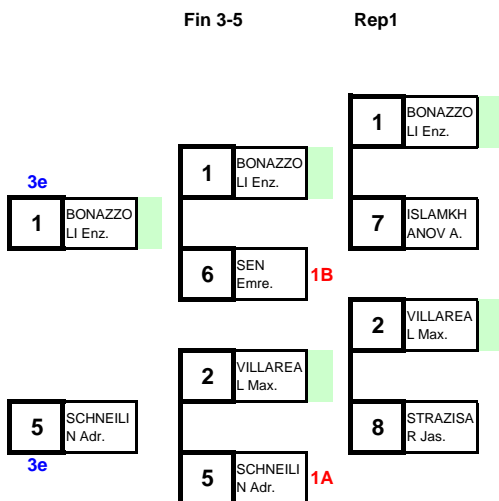 Fin 3-5 Rep1
1 BONAZZO
LI Enz.
1 BONAZZO
LI Enz.
3e
1 BONAZZO
LI Enz.
7 ISLAMKH
ANOV A.
6 SEN
Emre. 1B
2 VILLAREA
L Max.
2 VILLAREA
L Max.
5 SCHNEILI
N Adr.
3e
8 STRAZISA
R Jas.
5 SCHNEILI
N Adr. 1A